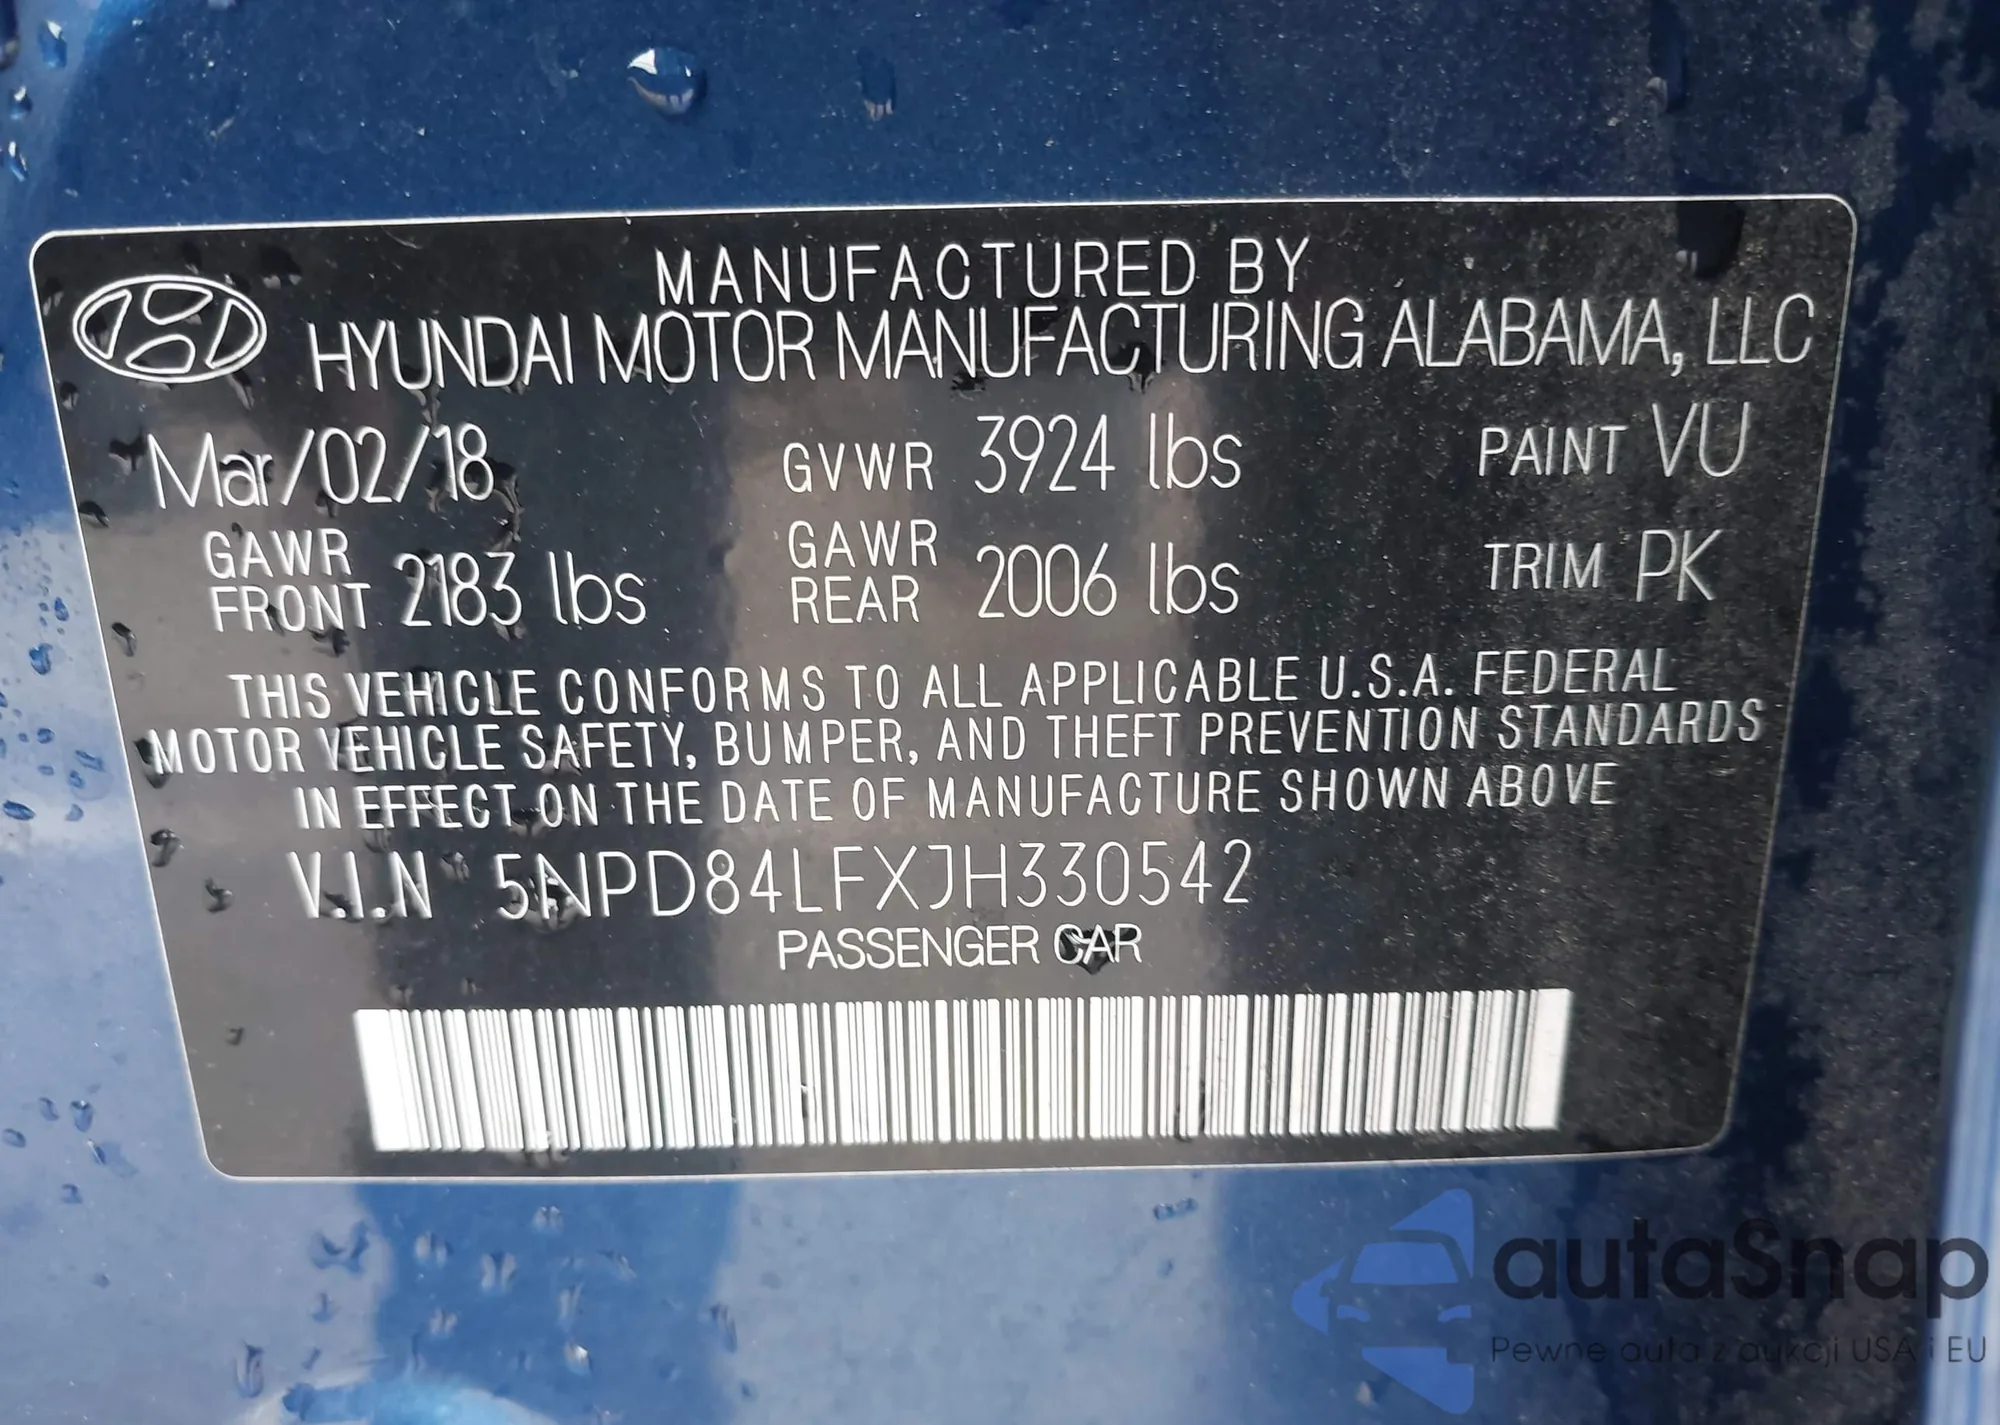 MANUFACTURED BY
HYUNDAI MOTOR MANUFACTURING ALABAMA, LLC
Mar/02/18 GVWR 3924 lbs PAINT VU
GAWR FRONT 2183 lbs GAWR REAR 2006 lbs TRIM PK
THIS VEHICLE CONFORMS TO ALL APPLICABLE U.S.A. FEDERAL
MOTOR VEHICLE SAFETY, BUMPER, AND THEFT PREVENTION STANDARDS
IN EFFECT ON THE DATE OF MANUFACTURE SHOWN ABOVE
V.I.N 5NPD84LFXJH330542
PASSENGER CAR
autaSnap
Pewne auta z aukcji USA i EU